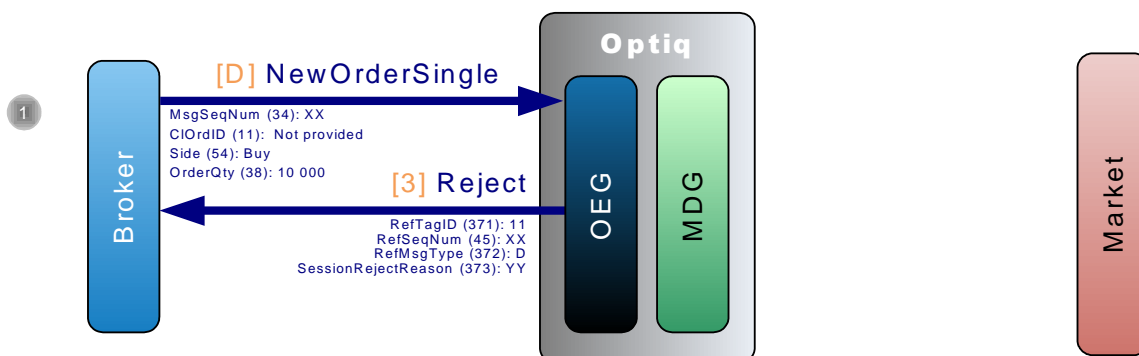 Optiq
[D] NewOrderSingle
1
MsgSeqNum (34): XX
ClOrdID (11): Not provided
Side (54): Buy
OrderQty (38): 10 000
[3] Reject
RefTagID (371): 11
RefSeqNum (45): XX
RefMsgType (372): D
SessionRejectReason (373): YY
Broker
OEG
MDG
Market